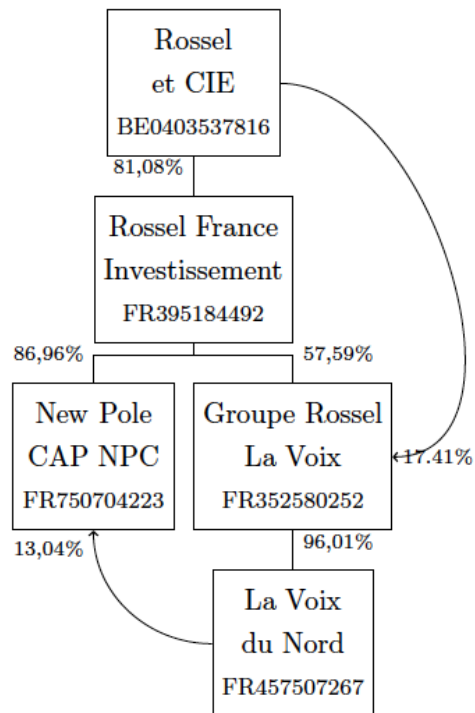 Rossel
et CIE
BE0403537816
81,08%
Rossel France
Investissement
FR395184492
86,96%
57,59%
New Pole
CAP NPC
FR750704223
Groupe Rossel
La Voix
FR352580252
17.41%
13,04%
96,01%
La Voix
du Nord
FR457507267